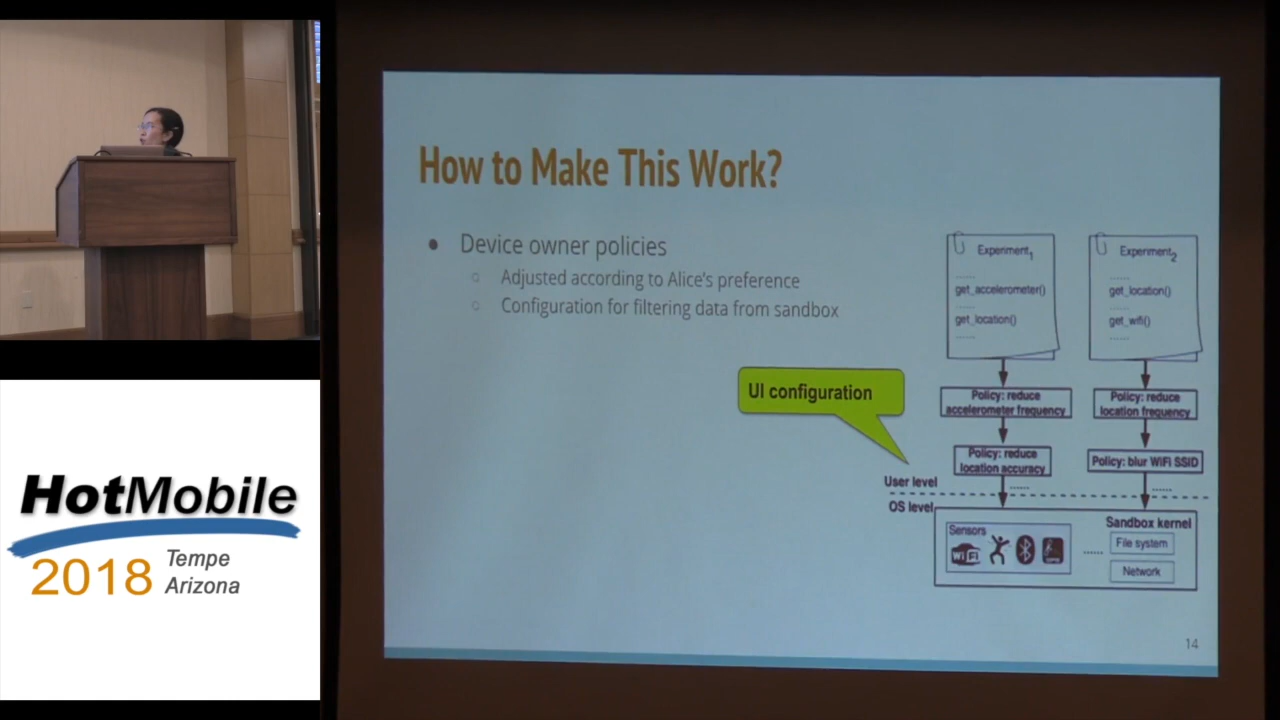 How to Make This Work?
Device owner policies
Adjusted according to Alice's preference
Configuration for filtering data from sandbox
UI configuration
Experiment1
......
get_accelerometer()
......
get_location()
......
Experiment2
......
get_location()
......
get_wifi()
......
Policy: reduce
accelerometer frequency
Policy: reduce
location frequency
Policy: reduce
location accuracy
Policy: blur WiFi SSID
......
......
User level
OS level
Sensors
WiFi
......
Sandbox kernel
File system
Network
14
HotMobile
2018
Tempe
Arizona